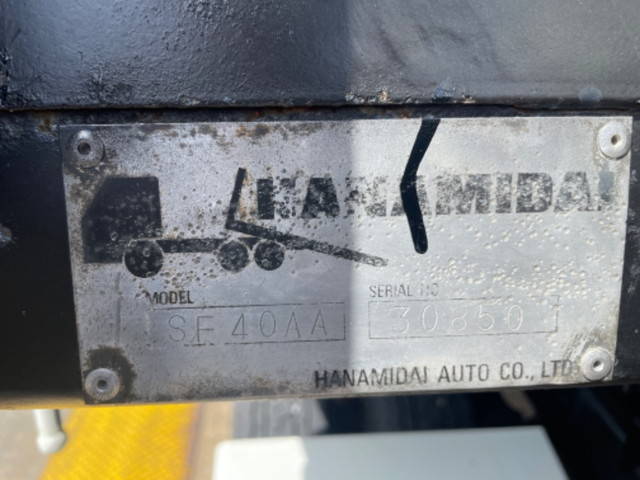 HANAMIDAI
MODEL SERIAL NO
SF40AA 30850
HANAMIDAI AUTO CO., LTD.